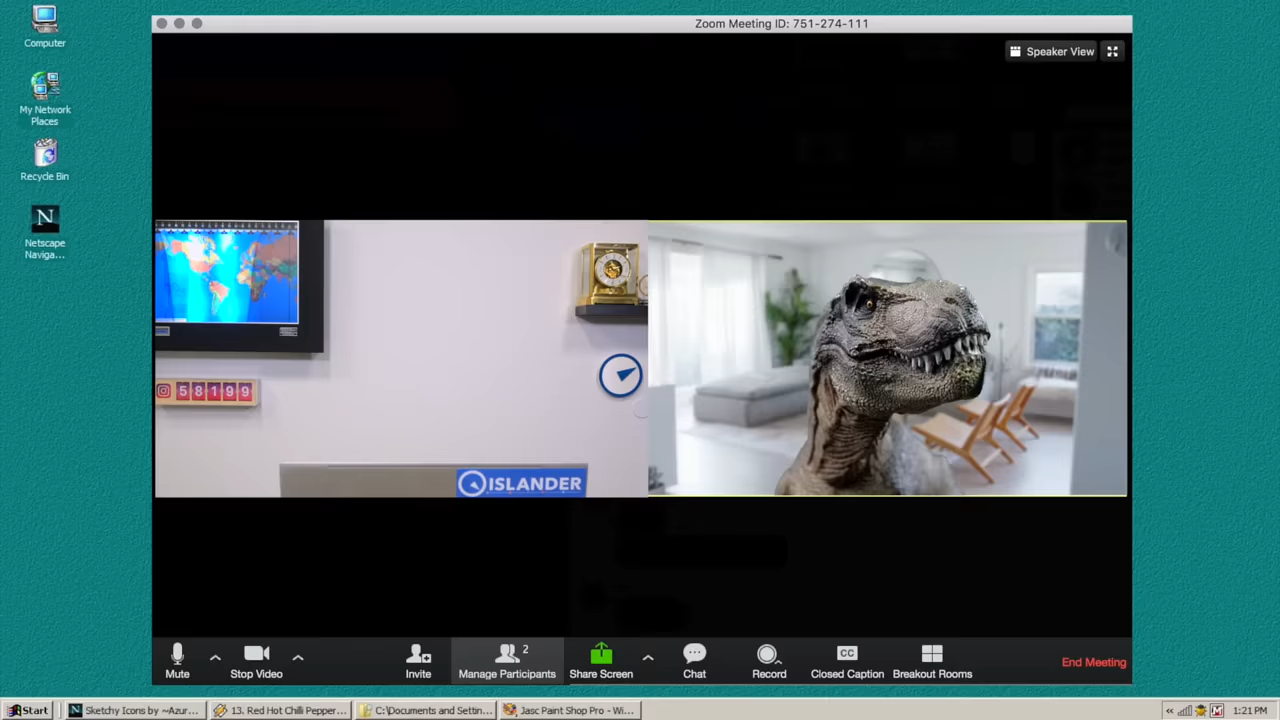 Zoom Meeting ID: 751-274-111
Computer
Speaker View
My Network
Places
Recycle Bin
Netscape
Naviga...
58199
ISLANDER
Mute
Stop Video
Invite
2
Manage Participants
Share Screen
Chat
Record
CC
Closed Caption
Breakout Rooms
End Meeting
Start
Sketchy Icons by ~Azur...
13. Red Hot Chilli Pepper...
C:\Documents and Settin...
Jasc Paint Shop Pro - Wi...
1:21 PM